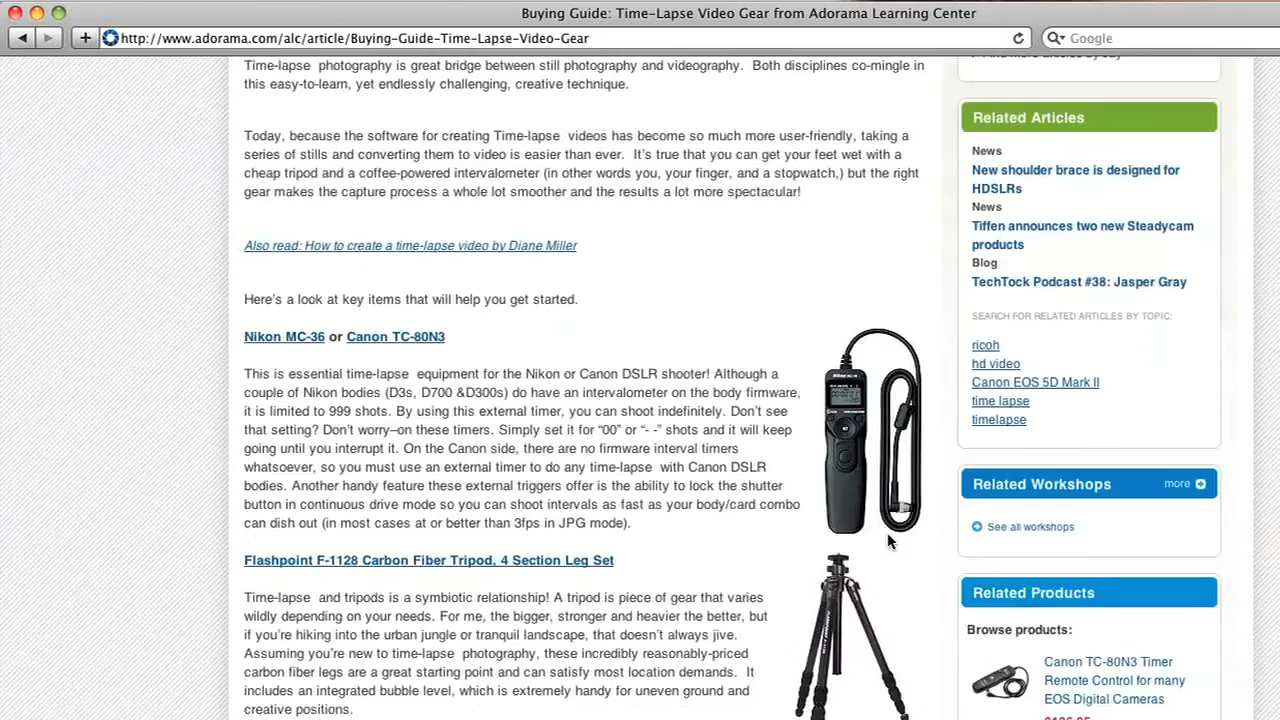 Buying Guide: Time-Lapse Video Gear from Adorama Learning Center
http://www.adorama.com/alc/article/Buying-Guide-Time-Lapse-Video-Gear
Google
Time-lapse photography is great bridge between still photography and videography. Both disciplines co-mingle in
this easy-to-learn, yet endlessly challenging, creative technique.
Today, because the software for creating Time-lapse videos has become so much more user-friendly, taking a
series of stills and converting them to video is easier than ever. It's true that you can get your feet wet with a
cheap tripod and a coffee-powered intervalometer (in other words you, your finger, and a stopwatch,) but the right
gear makes the capture process a whole lot smoother and the results a lot more spectacular!
Also read: How to create a time-lapse video by Diane Miller
Here's a look at key items that will help you get started.
Nikon MC-36 or Canon TC-80N3
This is essential time-lapse equipment for the Nikon or Canon DSLR shooter! Although a
couple of Nikon bodies (D3s, D700 &D300s) do have an intervalometer on the body firmware,
it is limited to 999 shots. By using this external timer, you can shoot indefinitely. Don't see
that setting? Don't worry–on these timers. Simply set it for "00" or "- -" shots and it will keep
going until you interrupt it. On the Canon side, there are no firmware interval timers
whatsoever, so you must use an external timer to do any time-lapse with Canon DSLR
bodies. Another handy feature these external triggers offer is the ability to lock the shutter
button in continuous drive mode so you can shoot intervals as fast as your body/card combo
can dish out (in most cases at or better than 3fps in JPG mode).
Flashpoint F-1128 Carbon Fiber Tripod, 4 Section Leg Set
Time-lapse and tripods is a symbiotic relationship! A tripod is piece of gear that varies
wildly depending on your needs. For me, the bigger, stronger and heavier the better, but
if you're hiking into the urban jungle or tranquil landscape, that doesn't always jive.
Assuming you're new to time-lapse photography, these incredibly reasonably-priced
carbon fiber legs are a great starting point and can satisfy most location demands. It
includes an integrated bubble level, which is extremely handy for uneven ground and
creative positions.
Related Articles
News
New shoulder brace is designed for
HDSLRs
News
Tiffen announces two new Steadycam
products
Blog
TechTock Podcast #38: Jasper Gray
SEARCH FOR RELATED ARTICLES BY TOPIC:
ricoh
hd video
Canon EOS 5D Mark II
time lapse
timelapse
Related Workshops
more
See all workshops
Related Products
Browse products:
Canon TC-80N3 Timer
Remote Control for many
EOS Digital Cameras